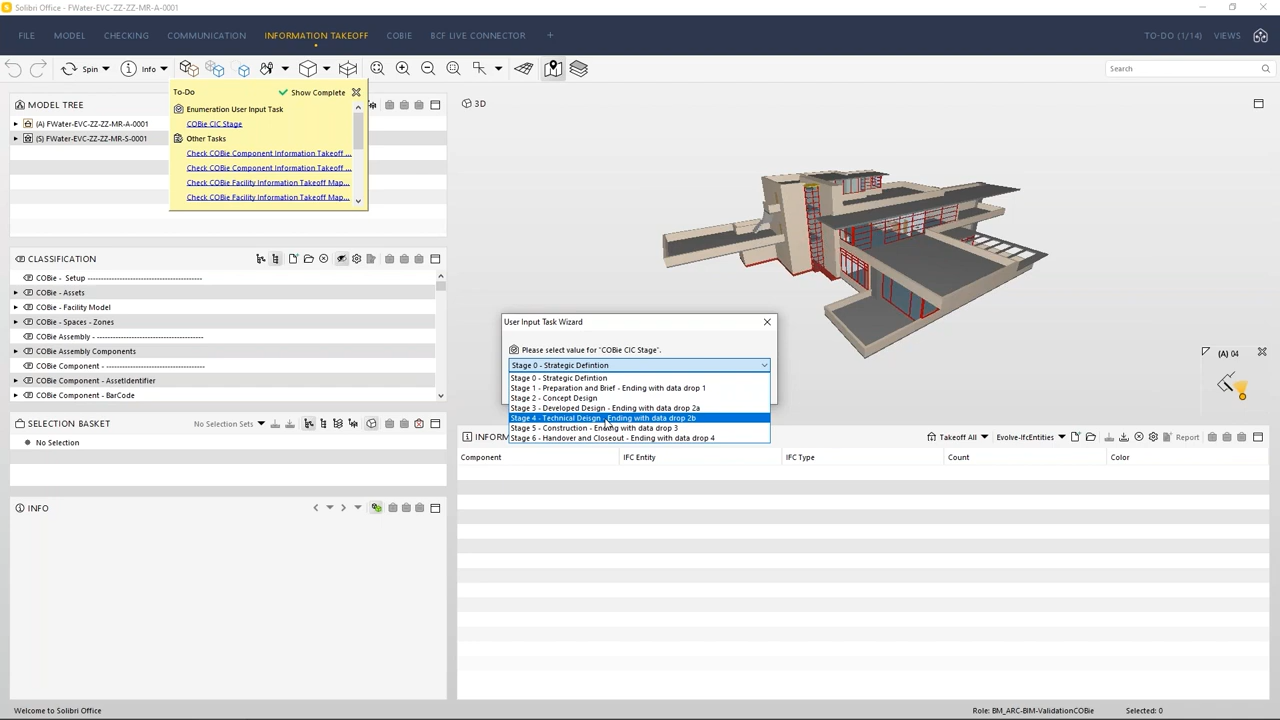 Solibri Office - FWater-EVC-ZZ-ZZ-MR-A-0001
FILE MODEL CHECKING COMMUNICATION INFORMATION TAKEOFF COBIE BCF LIVE CONNECTOR + TO-DO (1/14) VIEWS
Spin Info Search
To-Do Show Complete
Enumeration User Input Task
COBie CIC Stage
Other Tasks
Check COBie Component Information Takeoff ...
Check COBie Component Information Takeoff ...
Check COBie Facility Information Takeoff Map...
Check COBie Facility Information Takeoff Map...
MODEL TREE
(A) FWater-EVC-ZZ-ZZ-MR-A-0001
(S) FWater-EVC-ZZ-ZZ-MR-S-0001
CLASSIFICATION
COBie - Setup ------------------------------------------
COBie - Assets
COBie - Facility Model
COBie - Spaces - Zones
COBie Assembly - ---------------------------------------
COBie Assembly Components
COBie Component - --------------------------------------
COBie Component - AssetIdentifier
COBie Component - BarCode
SELECTION BASKET No Selection Sets
No Selection
INFO
3D
(A) 04
User Input Task Wizard
Please select value for "COBie CIC Stage".
Stage 0 - Strategic Defintion
Stage 0 - Strategic Defintion
Stage 1 - Preparation and Brief - Ending with data drop 1
Stage 2 - Concept Design
Stage 3 - Developed Design - Ending with data drop 2a
Stage 4 - Technical Deisgn - Ending with data drop 2b
Stage 5 - Construction - Ending with data drop 3
Stage 6 - Handover and Closeout - Ending with data drop 4
INFORM Takeoff All Evolve-IfcEntities Report
Component IFC Entity IFC Type Count Color
Welcome to Solibri Office Role: BM_ARC-BIM-ValidationCOBie Selected: 0